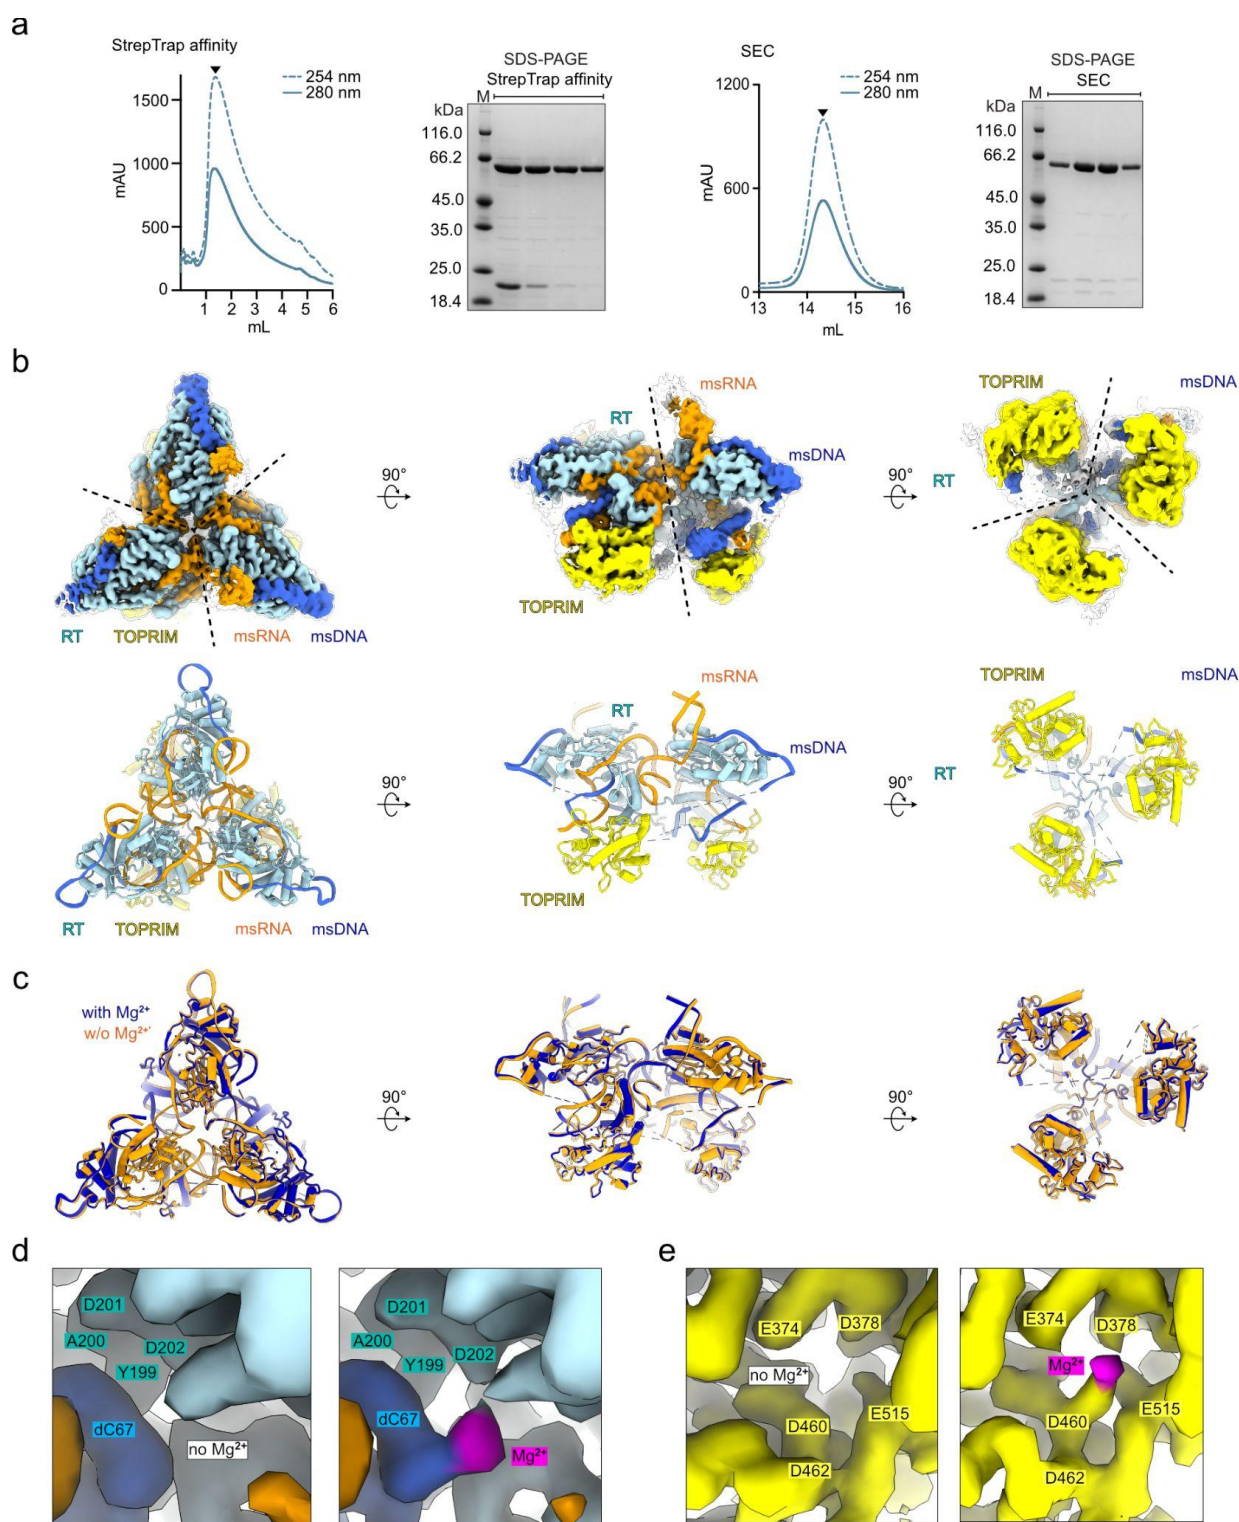 a
StrepTrap affinity
254 nm
280 nm
1500
1000
500
0
mAU
1 2 3 4 5 6
mL
SDS-PAGE
StrepTrap affinity
M
kDa
116.0
66.2
45.0
35.0
25.0
18.4
SEC
254 nm
280 nm
1200
600
0
mAU
13 14 15 16
mL
SDS-PAGE
SEC
M
kDa
116.0
66.2
45.0
35.0
25.0
18.4
b
RT TOPRIM msRNA msDNA
90°
msRNA
RT
msDNA
TOPRIM
90°
TOPRIM
msDNA
RT
RT TOPRIM msRNA msDNA
90°
msRNA
RT
msDNA
TOPRIM
90°
TOPRIM
msDNA
RT
c
with Mg²⁺
w/o Mg²⁺'
90°
90°
d
D201
A200
D202
Y199
dC67
no Mg²⁺
D201
A200
D202
Y199
dC67
Mg²⁺
e
E374
D378
no Mg²⁺
E515
D460
D462
E374
D378
Mg²⁺
E515
D460
D462